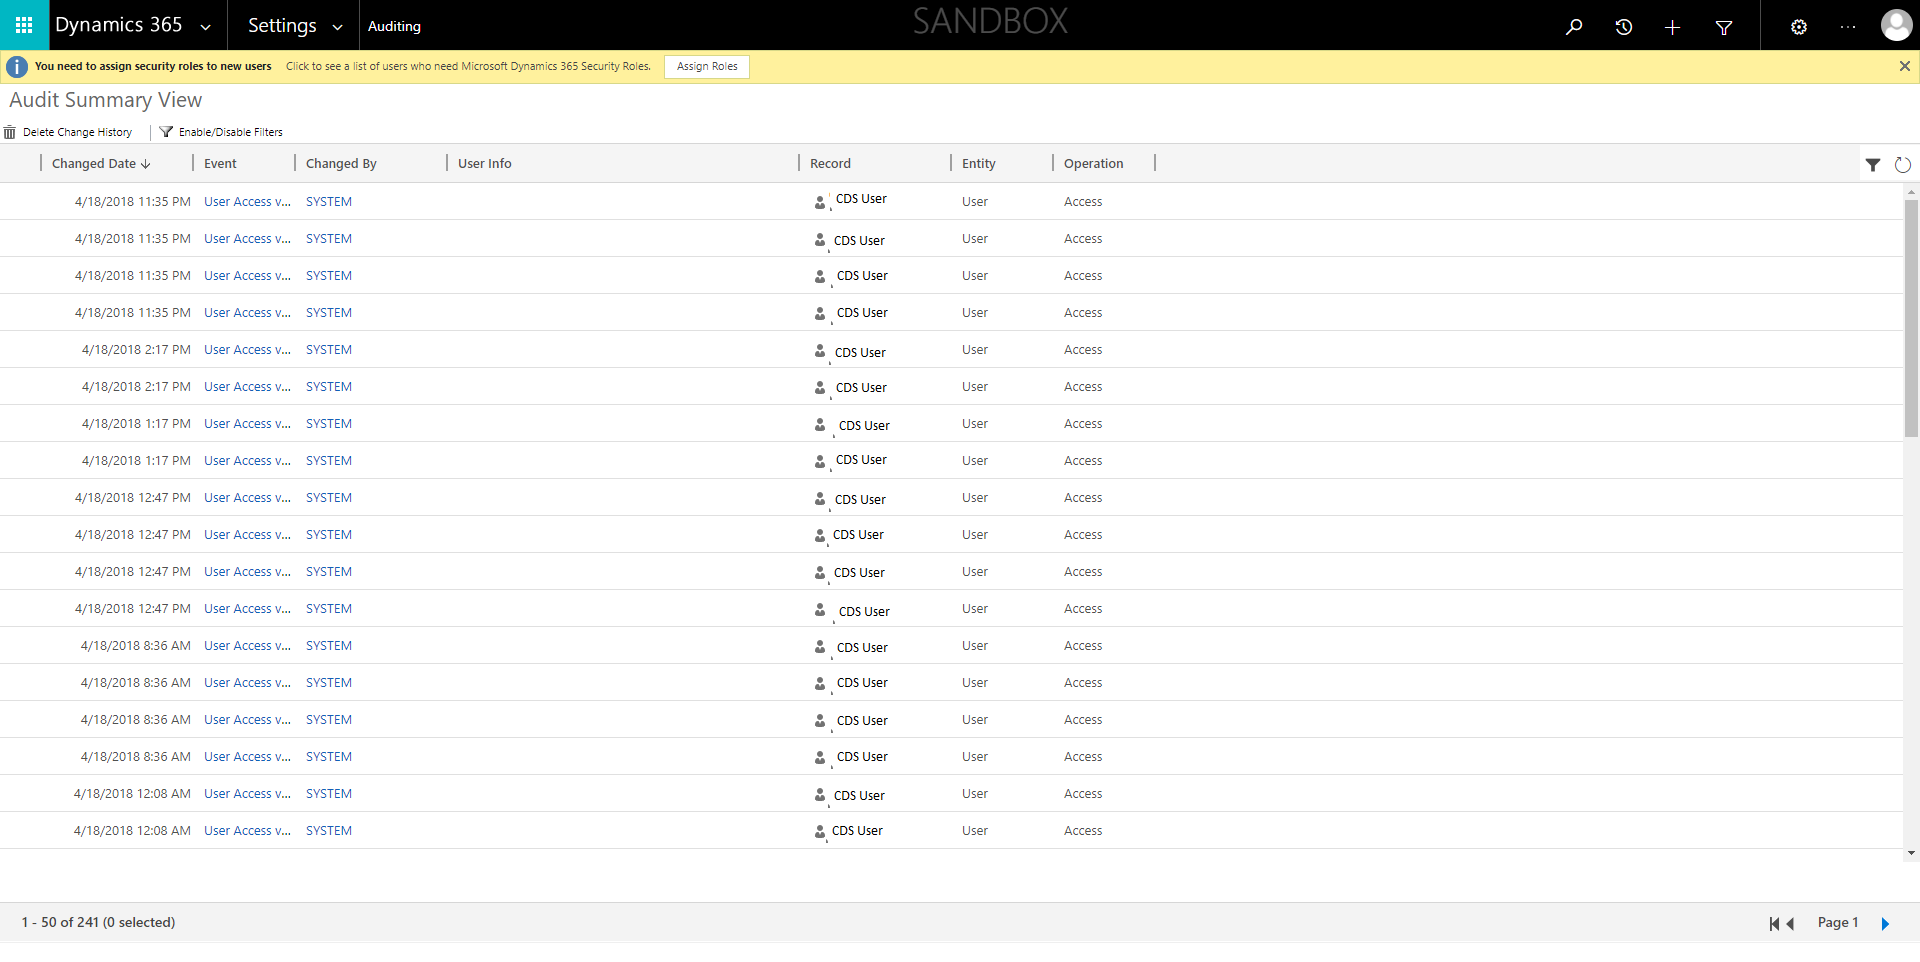 Dynamics 365 Settings Auditing SANDBOX
You need to assign security roles to new users Click to see a list of users who need Microsoft Dynamics 365 Security Roles. Assign Roles
Audit Summary View
Delete Change History Enable/Disable Filters
Changed Date Event Changed By User Info Record Entity Operation
4/18/2018 11:35 PM User Access v... SYSTEM CDS User User Access
4/18/2018 11:35 PM User Access v... SYSTEM CDS User User Access
4/18/2018 11:35 PM User Access v... SYSTEM CDS User User Access
4/18/2018 11:35 PM User Access v... SYSTEM CDS User User Access
4/18/2018 2:17 PM User Access v... SYSTEM CDS User User Access
4/18/2018 2:17 PM User Access v... SYSTEM CDS User User Access
4/18/2018 1:17 PM User Access v... SYSTEM CDS User User Access
4/18/2018 1:17 PM User Access v... SYSTEM CDS User User Access
4/18/2018 12:47 PM User Access v... SYSTEM CDS User User Access
4/18/2018 12:47 PM User Access v... SYSTEM CDS User User Access
4/18/2018 12:47 PM User Access v... SYSTEM CDS User User Access
4/18/2018 12:47 PM User Access v... SYSTEM CDS User User Access
4/18/2018 8:36 AM User Access v... SYSTEM CDS User User Access
4/18/2018 8:36 AM User Access v... SYSTEM CDS User User Access
4/18/2018 8:36 AM User Access v... SYSTEM CDS User User Access
4/18/2018 8:36 AM User Access v... SYSTEM CDS User User Access
4/18/2018 12:08 AM User Access v... SYSTEM CDS User User Access
4/18/2018 12:08 AM User Access v... SYSTEM CDS User User Access
1 - 50 of 241 (0 selected) Page 1